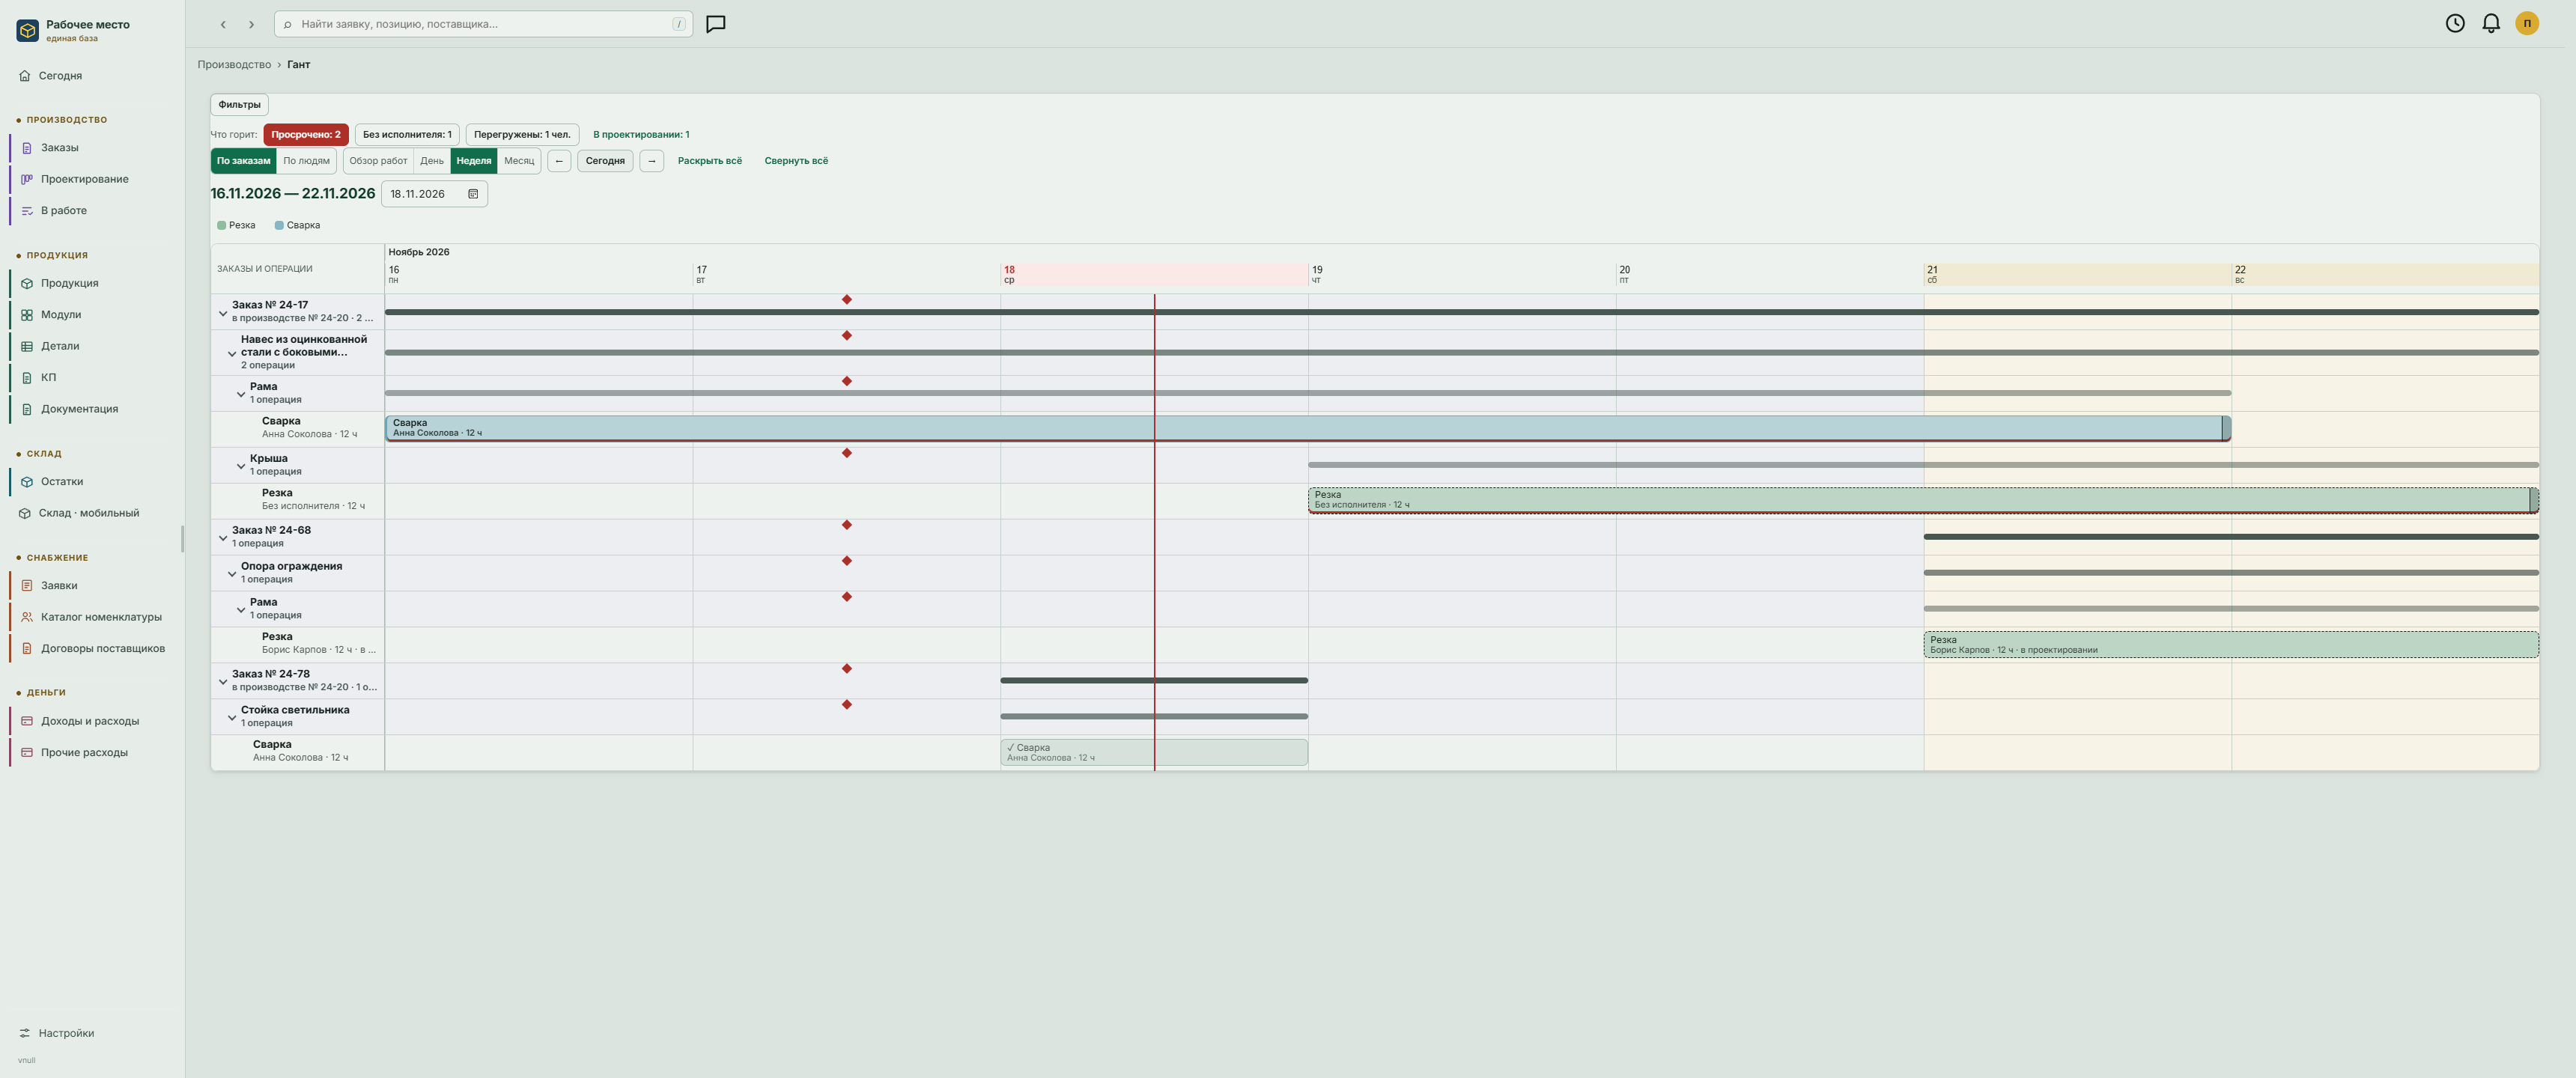 Рабочее место
единая база
Найти заявку, позицию, поставщика...
/
П
Сегодня
ПРОИЗВОДСТВО
Заказы
Проектирование
В работе
ПРОДУКЦИЯ
Продукция
Модули
Детали
КП
Документация
СКЛАД
Остатки
Склад · мобильный
СНАБЖЕНИЕ
Заявки
Каталог номенклатуры
Договоры поставщиков
ДЕНЬГИ
Доходы и расходы
Прочие расходы
Настройки
vnull
Производство › Гант
Фильтры
Что горит: Просрочено: 2 Без исполнителя: 1 Перегружены: 1 чел. В проектировании: 1
По заказам По людям Обзор работ День Неделя Месяц ← Сегодня → Раскрыть всё Свернуть всё
16.11.2026 — 22.11.2026 18.11.2026
Резка Сварка
ЗАКАЗЫ И ОПЕРАЦИИ
Ноябрь 2026
16 17 18 19 20 21 22
пн вт ср чт пт сб вс
Заказ № 24-17
в производстве № 24-20 · 2 ...
Навес из оцинкованной
стали с боковыми...
2 операции
Рама
1 операция
Сварка
Анна Соколова · 12 ч
Сварка
Анна Соколова · 12 ч
Крыша
1 операция
Резка
Без исполнителя · 12 ч
Резка
Без исполнителя · 12 ч
Заказ № 24-68
1 операция
Опора ограждения
1 операция
Рама
1 операция
Резка
Борис Карпов · 12 ч · в ...
Резка
Борис Карпов · 12 ч · в проектировании
Заказ № 24-78
в производстве № 24-20 · 1 о...
Стойка светильника
1 операция
Сварка
Анна Соколова · 12 ч
✓ Сварка
Анна Соколова · 12 ч